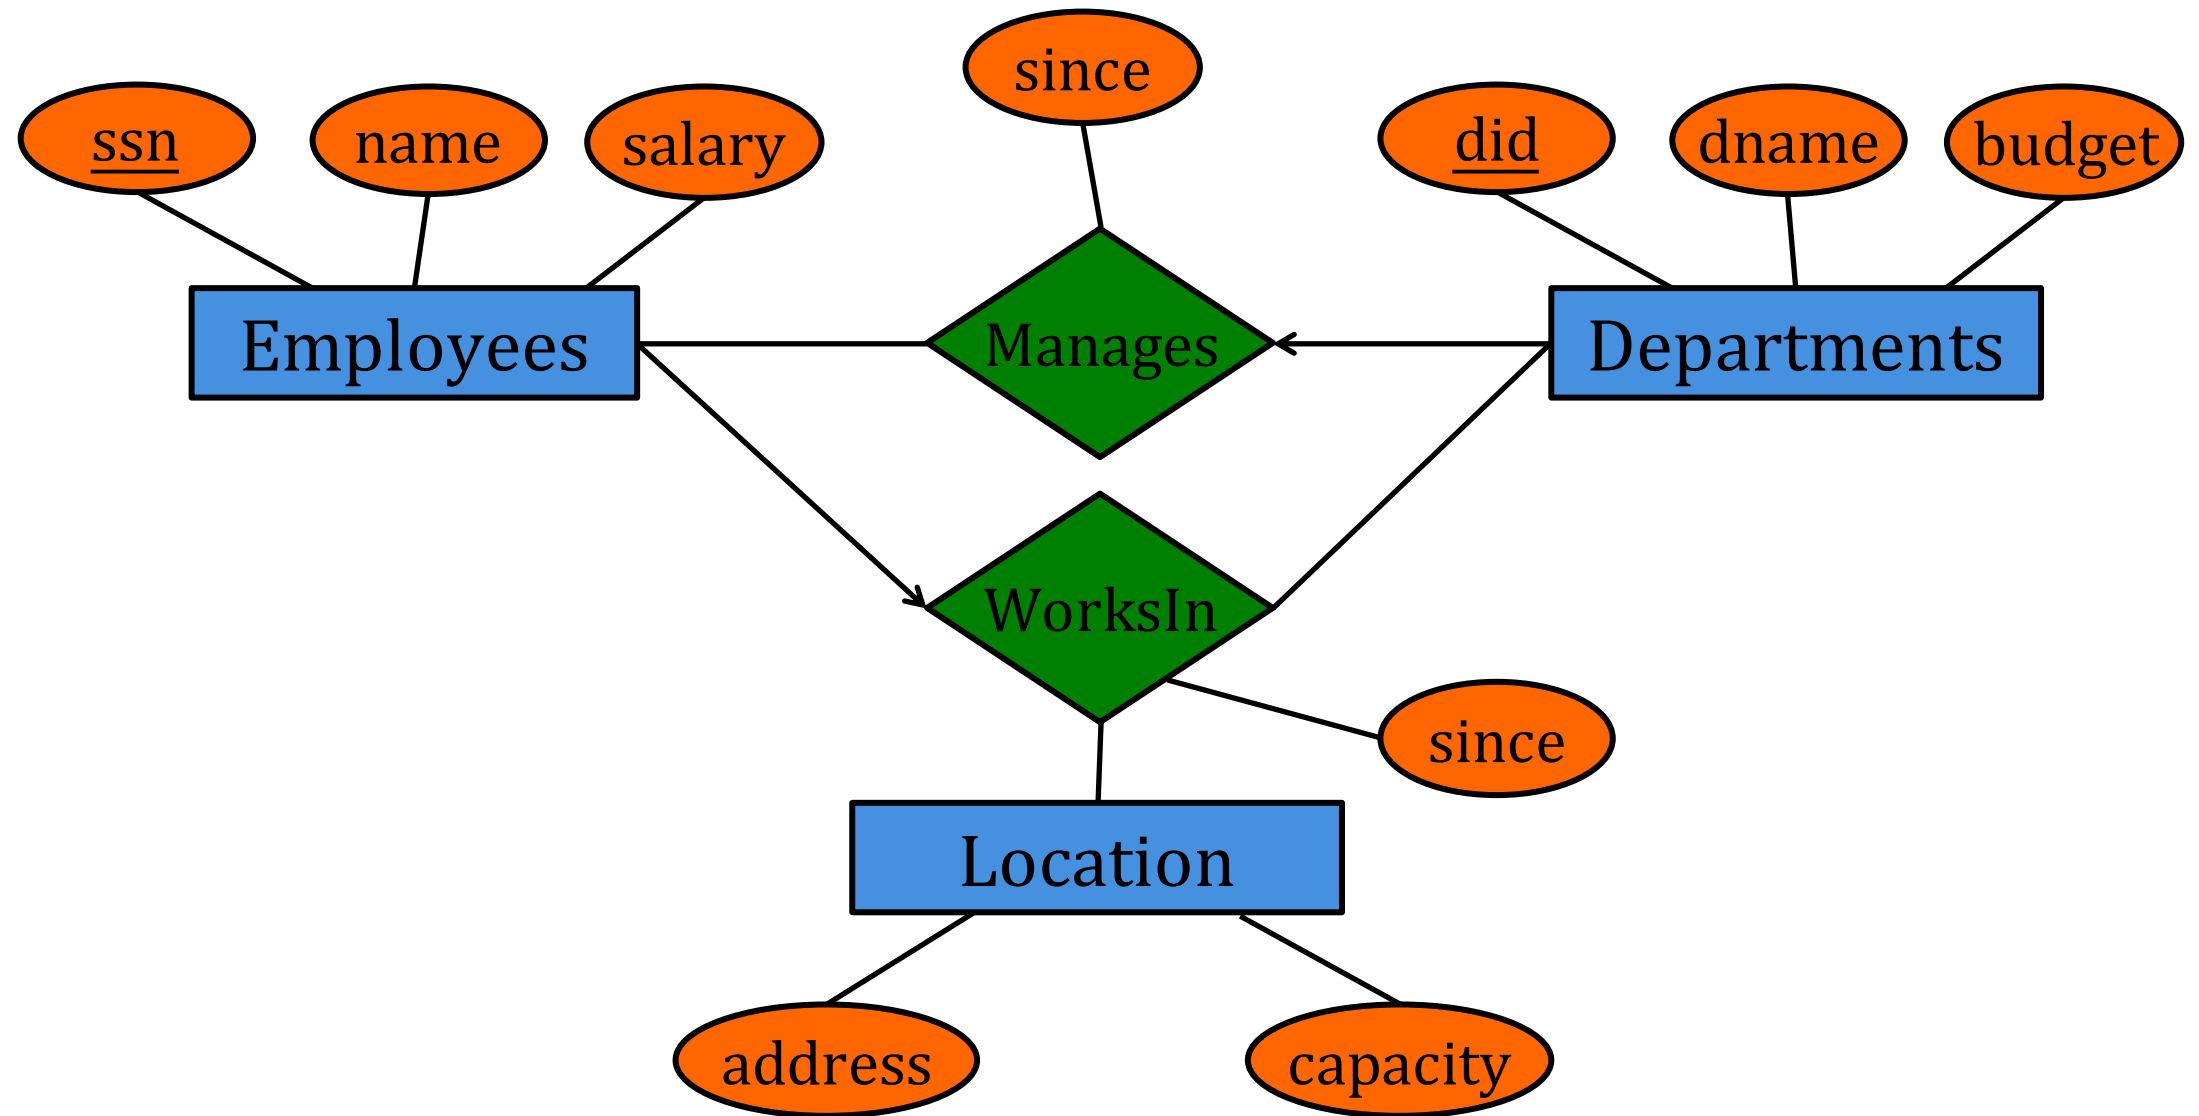 since
ssn
name
salary
did
dname
budget
Employees
Manages
Departments
WorksIn
since
Location
address
capacity